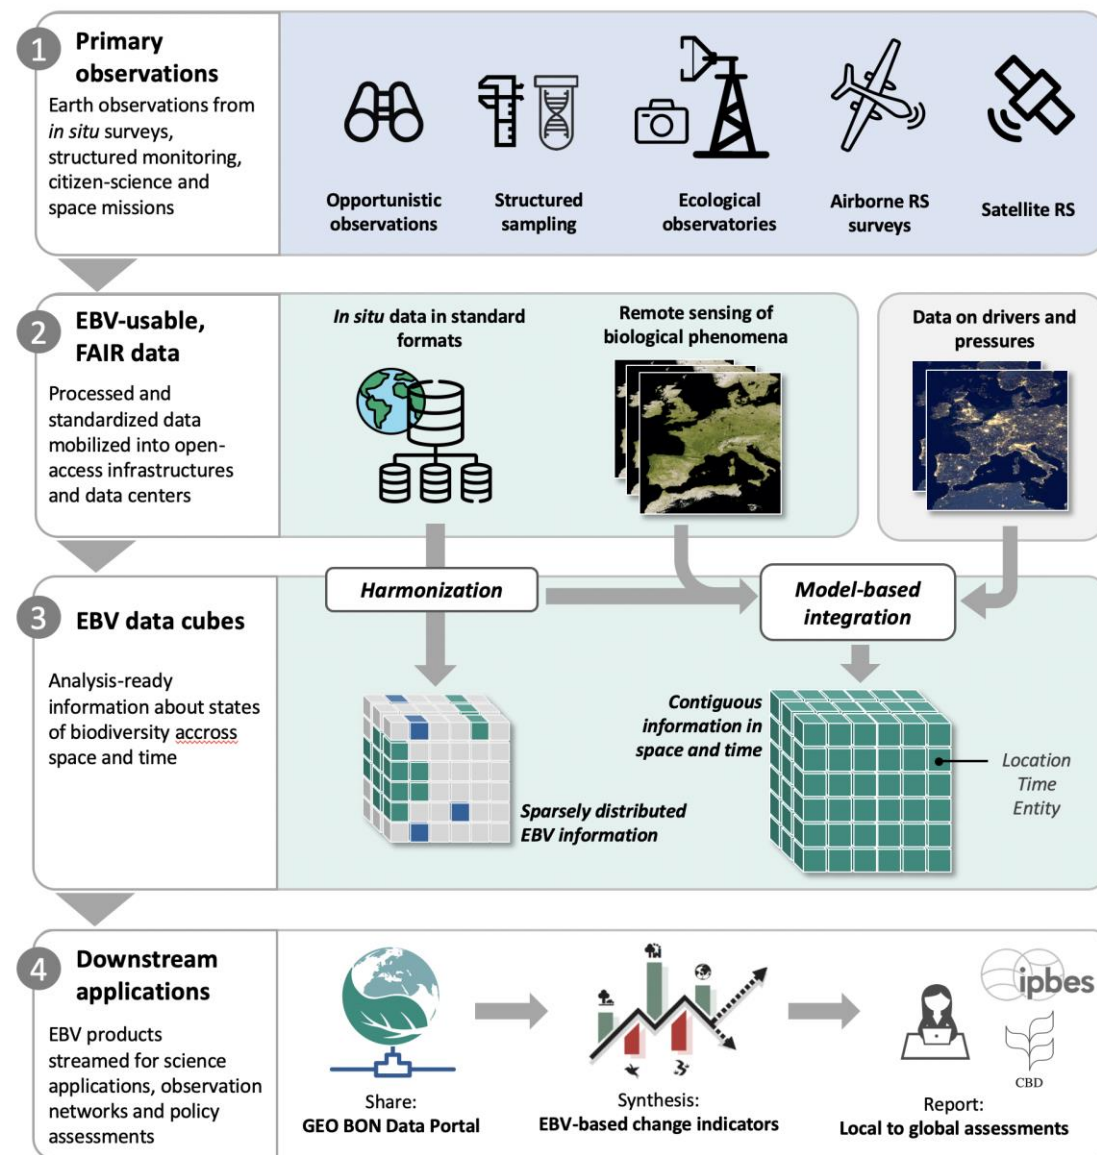 1
Primary
observations
Earth observations from
in situ surveys,
structured monitoring,
citizen-science and
space missions
Opportunistic
observations
Structured
sampling
Ecological
observatories
Airborne RS
surveys
Satellite RS
2
EBV-usable,
FAIR data
Processed and
standardized data
mobilized into open-
access infrastructures
and data centers
In situ data in standard
formats
Remote sensing of
biological phenomena
Data on drivers and
pressures
Harmonization
Model-based
integration
3
EBV data cubes
Analysis-ready
information about states
of biodiversity accross
space and time
Sparsely distributed
EBV information
Contiguous
information in
space and time
Location
Time
Entity
4
Downstream
applications
EBV products
streamed for science
applications, observation
networks and policy
assessments
Share:
GEO BON Data Portal
Synthesis:
EBV-based change indicators
ipbes
CBD
Report:
Local to global assessments